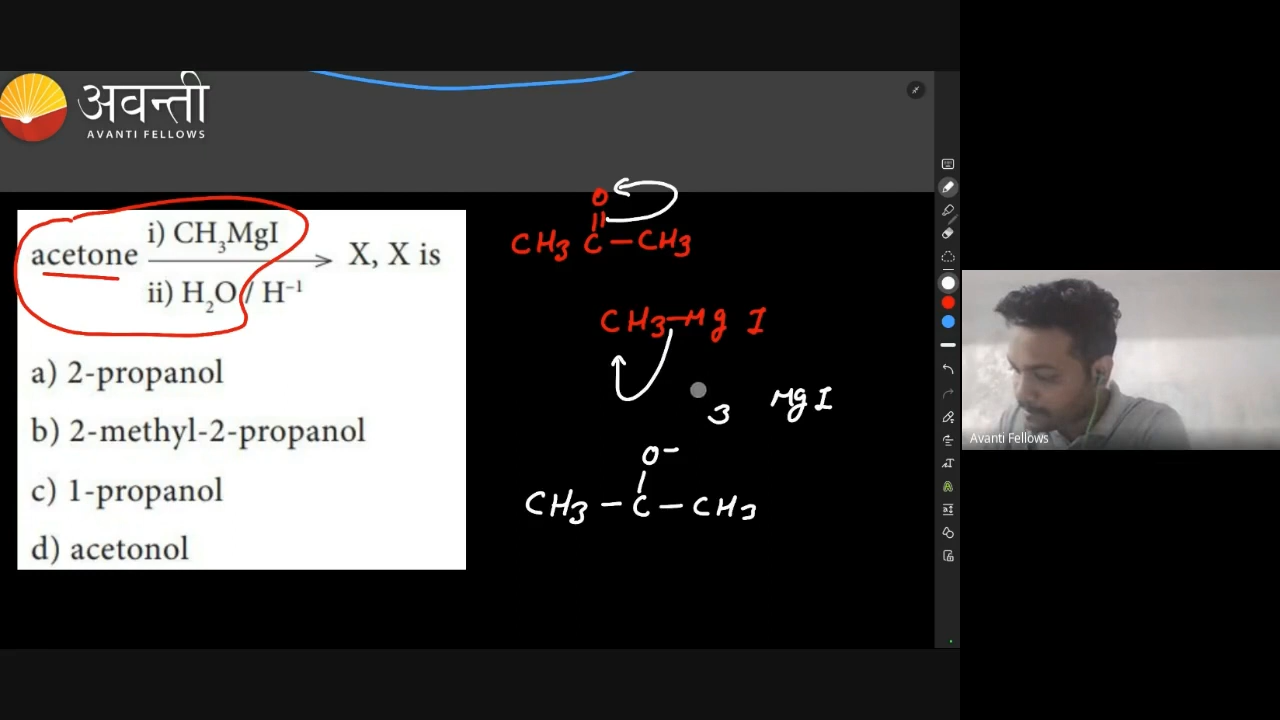 अवन्ती
AVANTI FELLOWS
acetone i) CH₃MgI X, X is
ii) H₂O / H⁻¹
a) 2-propanol
b) 2-methyl-2-propanol
c) 1-propanol
d) acetonol
O
CH3 C - CH3
CH3-Mg I
3 MgI
O-
CH3 - C - CH3
Avanti Fellows